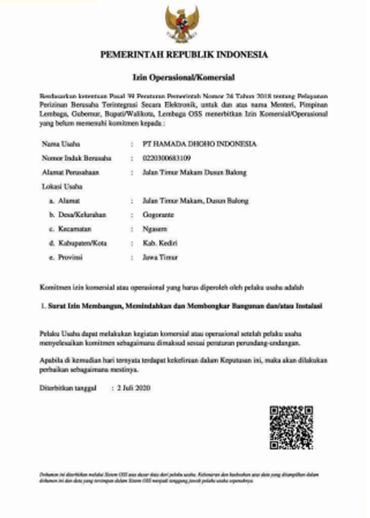 PEMERINTAH REPUBLIK INDONESIA
Izin Operasional/Komersial
Berdasarkan ketentuan Pasal 39 Peraturan Pemerintah Nomor 24 Tahun 2018 tentang Pelayanan
Perizinan Berusaha Terintegrasi Secara Elektronik, untuk dan atas nama Menteri, Pimpinan
Lembaga, Gubernur, Bupati/Walikota, Lembaga OSS menerbitkan Izin Komersial/Operasional
yang belum memenuhi komitmen kepada :
Nama Usaha : PT HAMADA DHOHO INDONESIA
Nomor Induk Berusaha : 0220300683109
Alamat Perusahaan : Jalan Timur Makam Dusun Balong
Lokasi Usaha
a. Alamat : Jalan Timur Makam, Dusun Balong
b. Desa/Kelurahan : Gogorante
c. Kecamatan : Ngasem
d. Kabupaten/Kota : Kab. Kediri
e. Provinsi : Jawa Timur
Komitmen izin komersial atau operasional yang harus diperoleh oleh pelaku usaha adalah
1. Surat Izin Membangun, Memindahkan dan Membongkar Bangunan dan/atau Instalasi
Pelaku Usaha dapat melakukan kegiatan komersial atau operasional setelah pelaku usaha
menyelesaikan komitmen sebagaimana dimaksud sesuai peraturan perundang-undangan.
Apabila di kemudian hari ternyata terdapat kekeliruan dalam Keputusan ini, maka akan dilakukan
perbaikan sebagaimana mestinya.
Diterbitkan tanggal : 2 Juli 2020
Dokumen ini diterbitkan melalui Sistem OSS atas dasar data dari pelaku usaha. Kebenaran dan keabsahan atas data yang ditampilkan dalam
dokumen ini dan data yang tersimpan dalam Sistem OSS menjadi tanggung jawab pelaku usaha sepenuhnya.